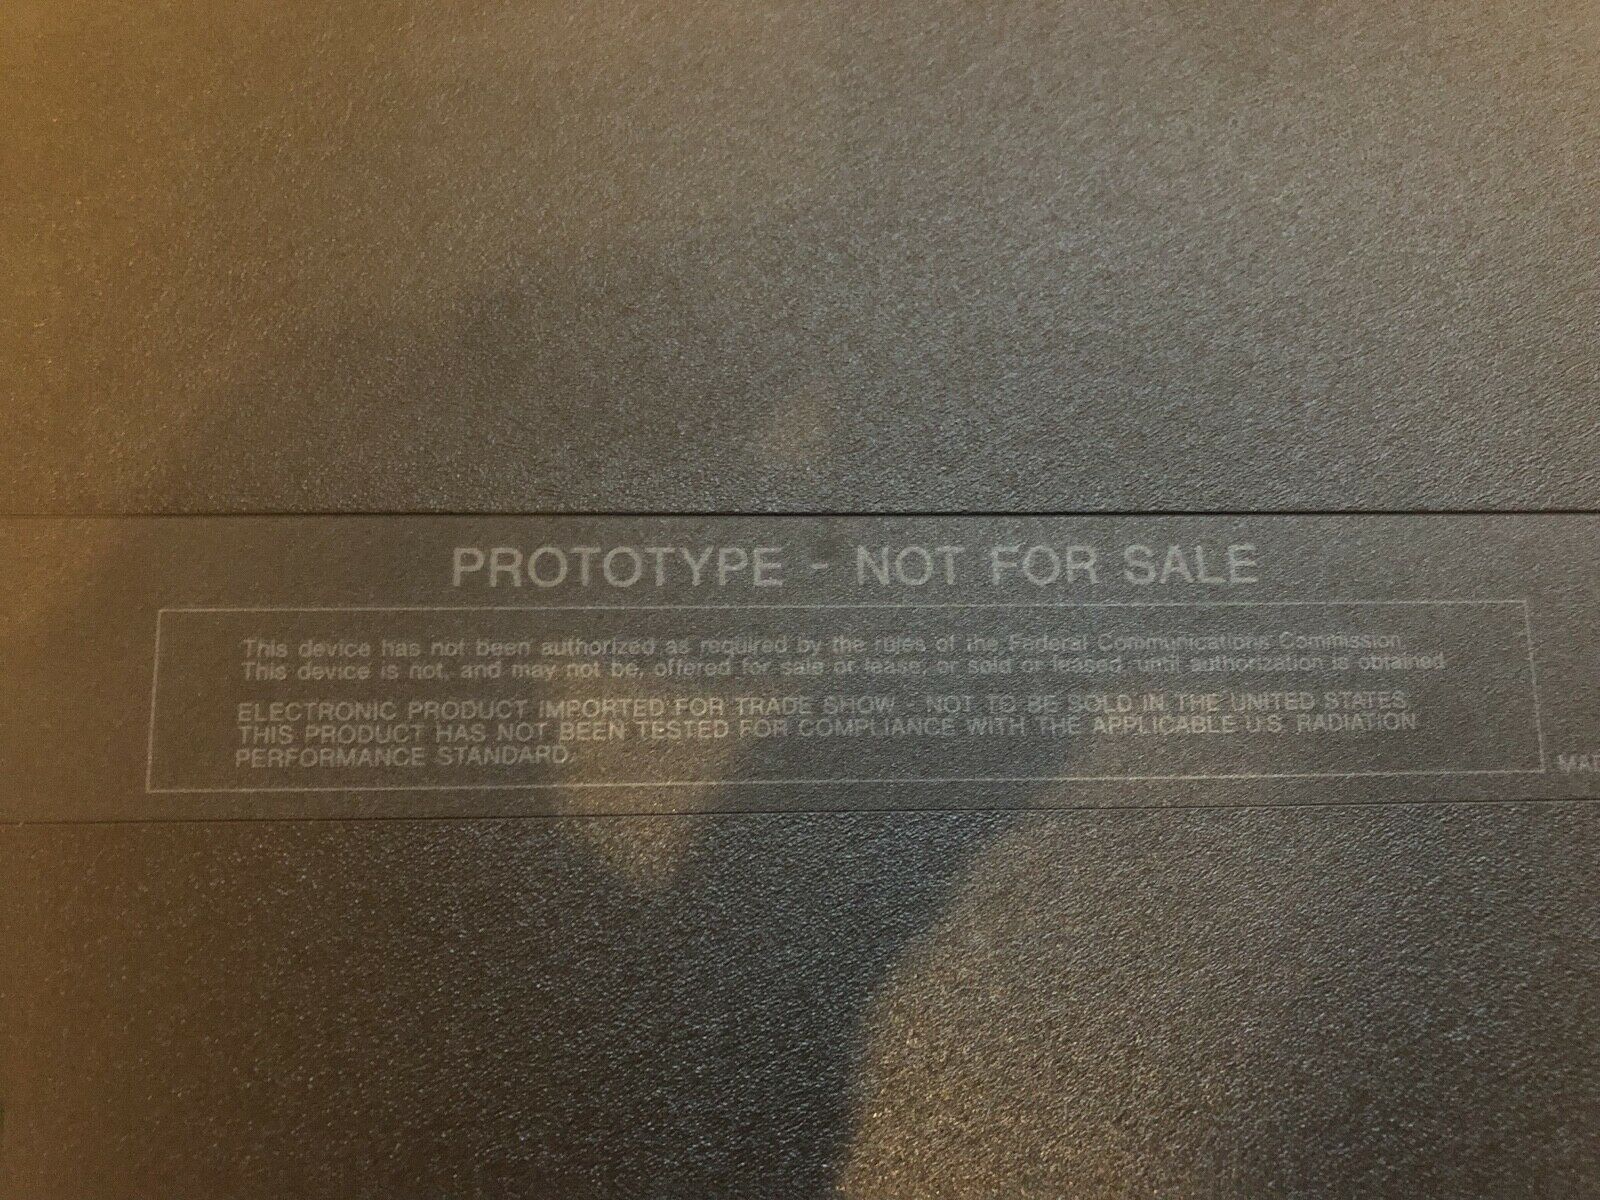 PROTOTYPE - NOT FOR SALE
This device has not been authorized as required by the rules of the Federal Communications Commission.
This device is not, and may not be, offered for sale or lease, or sold or leased, until authorization is obtained.
ELECTRONIC PRODUCT IMPORTED FOR TRADE SHOW - NOT TO BE SOLD IN THE UNITED STATES.
THIS PRODUCT HAS NOT BEEN TESTED FOR COMPLIANCE WITH THE APPLICABLE U.S. RADIATION
PERFORMANCE STANDARD.